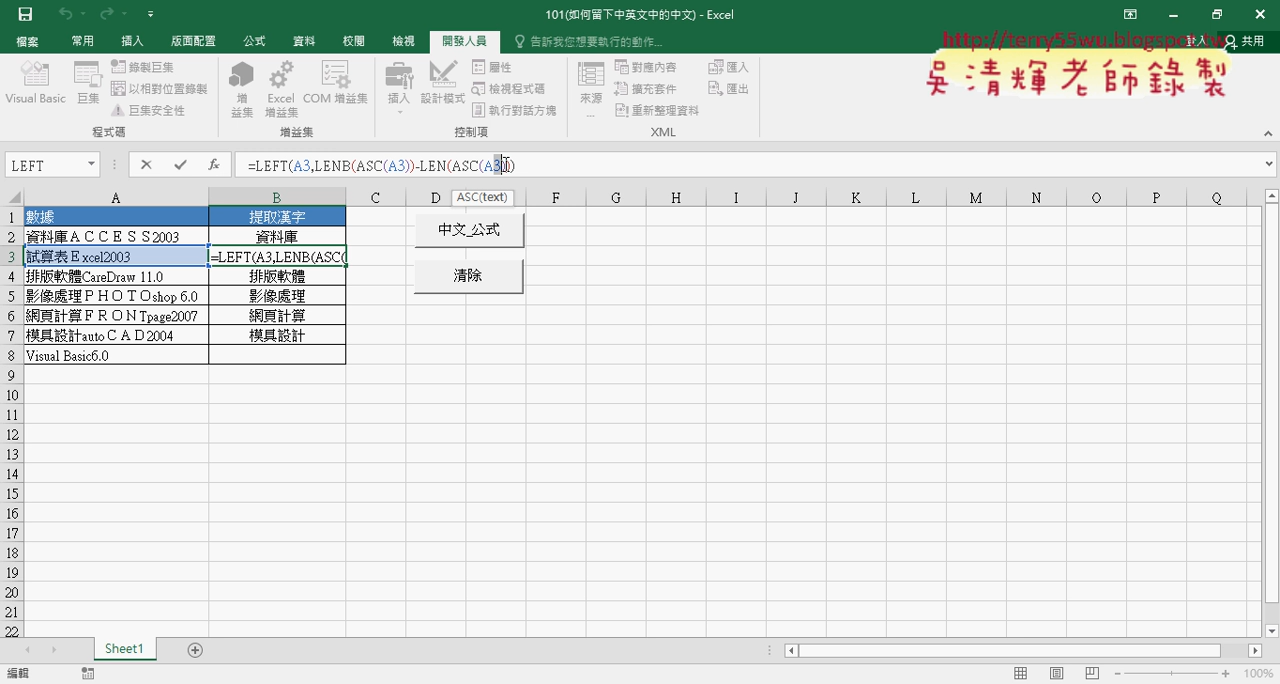 101(如何留下中英文中的中文) - Excel
檔案 常用 插入 版面配置 公式 資料 校閱 檢視 開發人員 告訴我您想要執行的動作... 共用
http://terry55wu.blogspot.tw
吳清輝老師錄製
Visual Basic 巨集 錄製巨集 以相對位置錄製 巨集安全性
程式碼
增益集 Excel 增益集 COM 增益集
增益集
插入 設計模式 屬性 檢視程式碼 執行對話方塊
控制項
來源... 對應內容 擴充套件 重新整理資料 匯入 匯出
XML
LEFT =LEFT(A3,LENB(ASC(A3))-LEN(ASC(A3)))
ASC(text)
A B C D F G H I J K L M N O P Q
1 數據 提取漢字
2 資料庫ＡＣＣＥＳＳ2003 資料庫
3 試算表Ｅxcel2003 =LEFT(A3,LENB(ASC(
4 排版軟體CareDraw 11.0 排版軟體
5 影像處理ＰＨＯＴＯshop 6.0 影像處理
6 網頁計算ＦＲＯＮTpage2007 網頁計算
7 模具設計autoＣＡＤ2004 模具設計
8 Visual Basic6.0
9
10
11
12
13
14
15
16
17
18
19
20
21
22
中文_公式
清除
Sheet1
編輯
100%